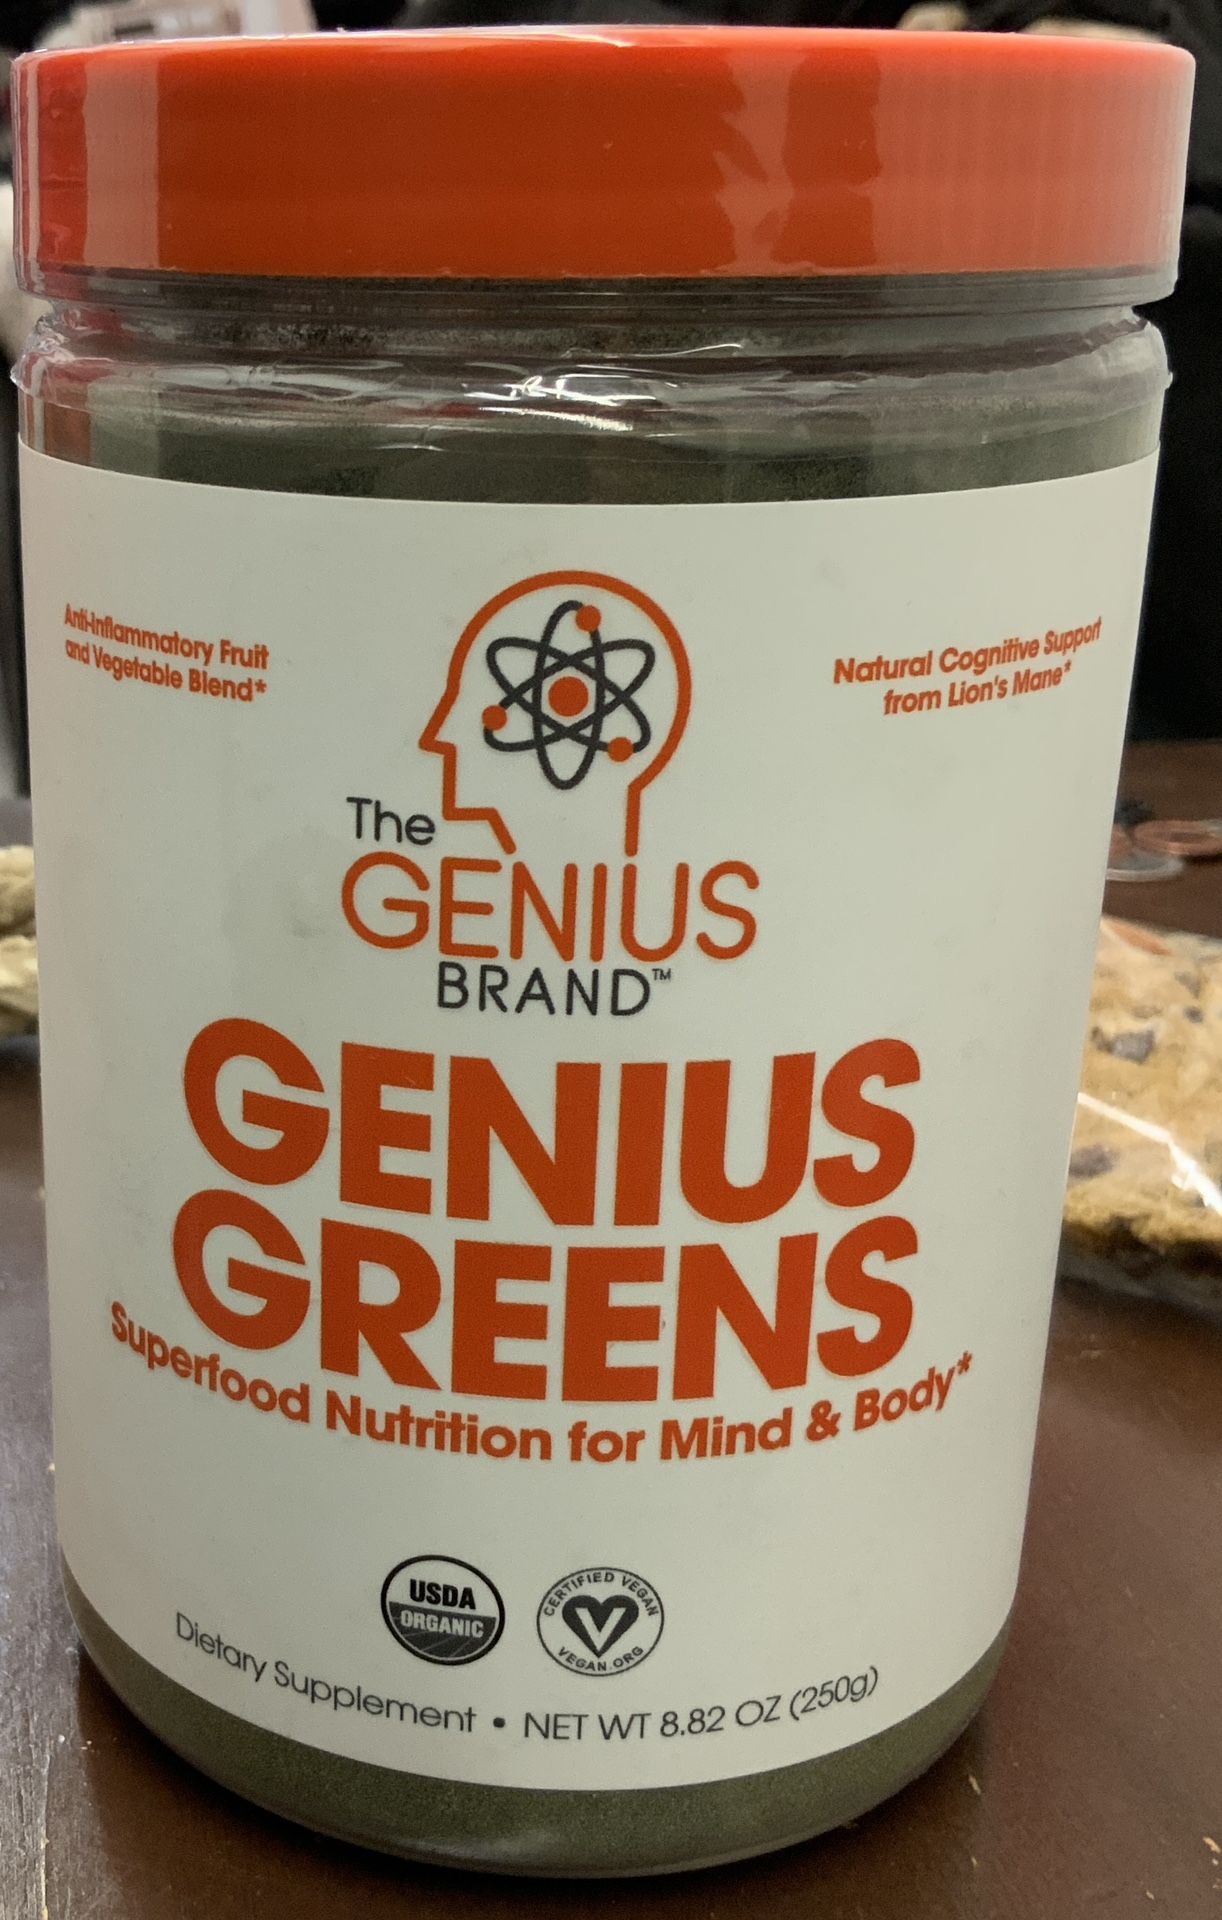 Anti-Inflammatory Fruit
and Vegetable Blend*
Natural Cognitive Support
from Lion's Mane*
The
GENIUS
BRAND™
GENIUS
GREENS
Superfood Nutrition for Mind & Body*
USDA
ORGANIC
CERTIFIED VEGAN
VEGAN.ORG
Dietary Supplement • NET WT 8.82 OZ (250g)